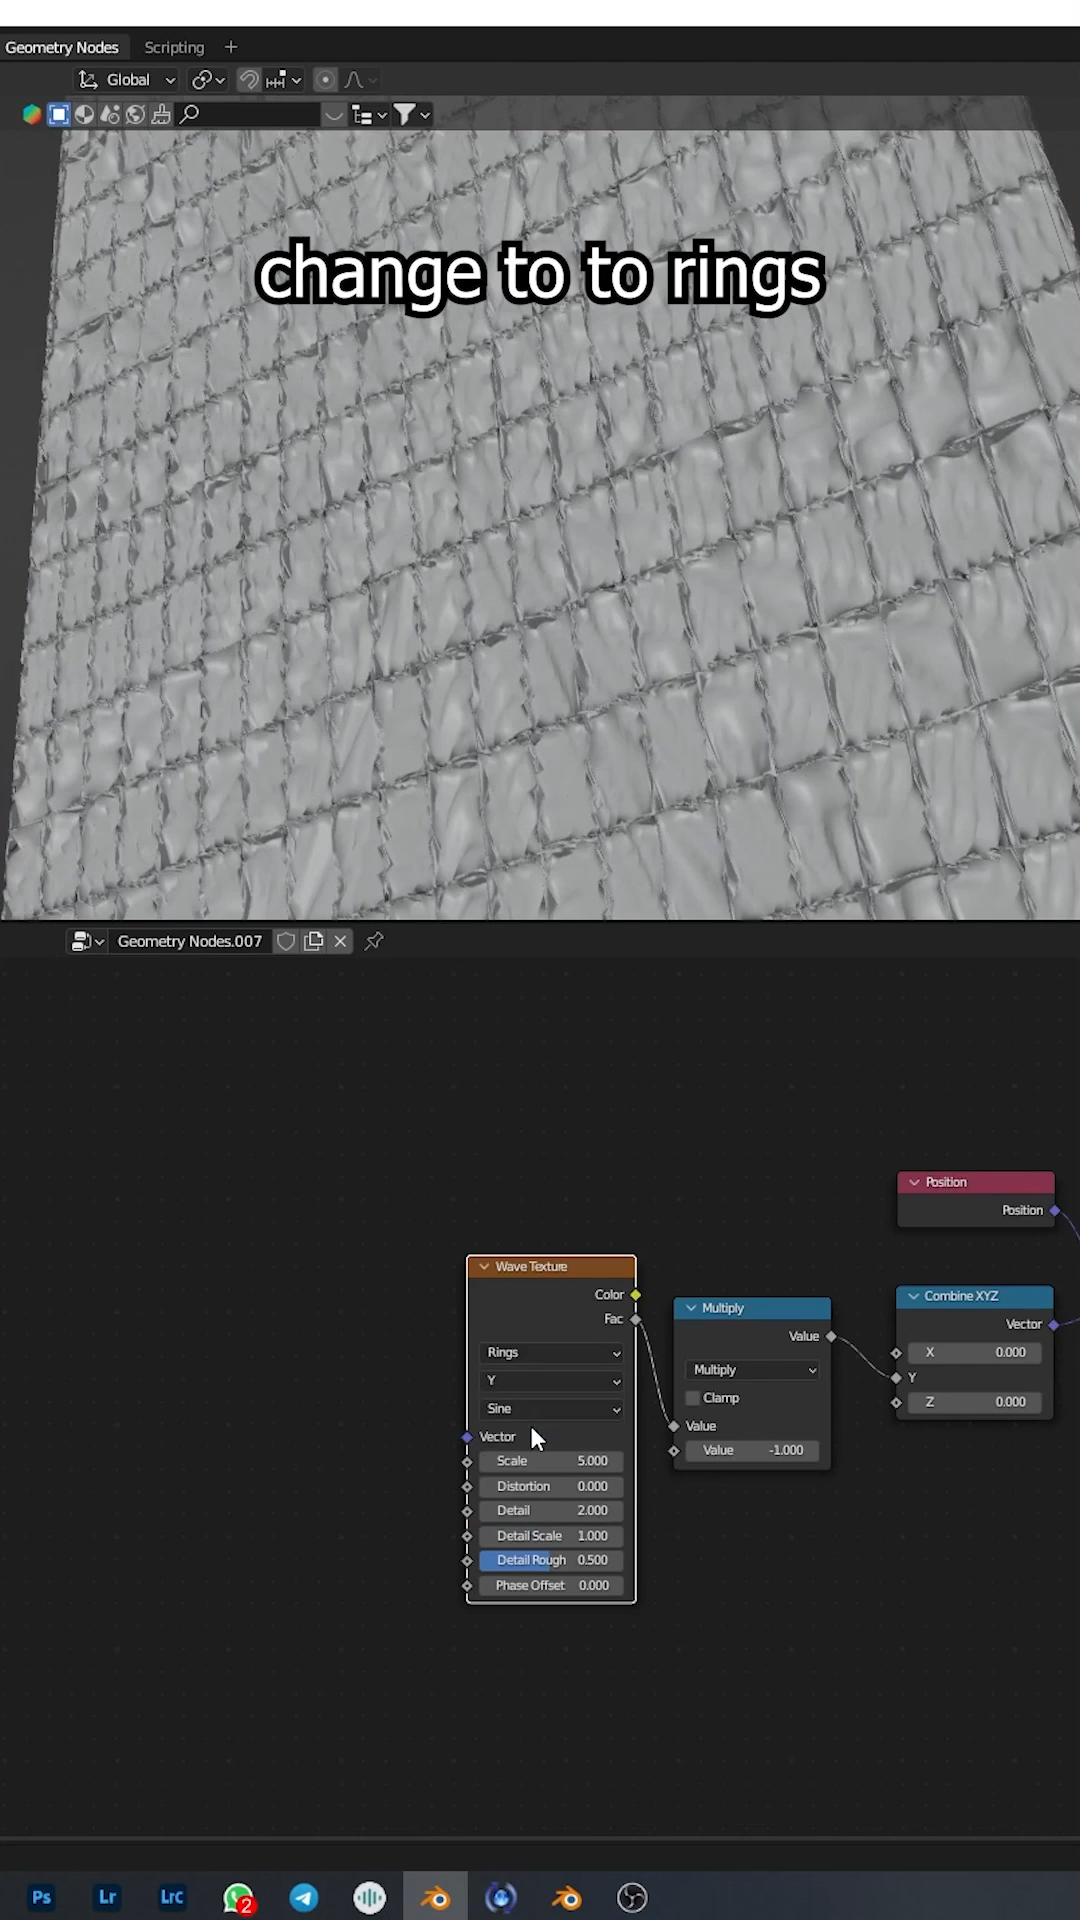 Geometry Nodes Scripting +
Global
change to to rings
Geometry Nodes.007
Position
Position
Wave Texture
Color
Fac
Rings
Y
Sine
Vector
Scale 5.000
Distortion 0.000
Detail 2.000
Detail Scale 1.000
Detail Rough 0.500
Phase Offset 0.000
Multiply
Value
Multiply
Clamp
Value
Value -1.000
Combine XYZ
Vector
X 0.000
Y
Z 0.000
Ps Lr LrC 2